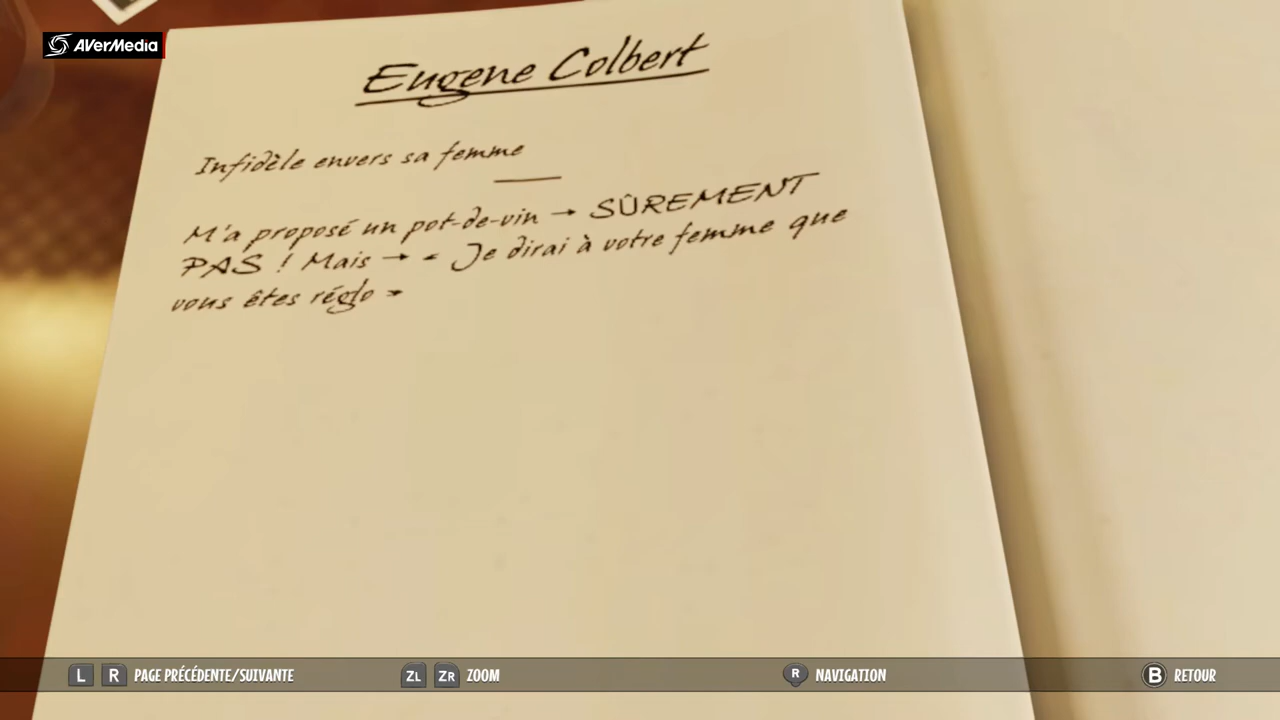 AVerMedia
Eugene Colbert
Infidèle envers sa femme
M'a proposé un pot-de-vin → SÛREMENT
PAS ! Mais → « Je dirai à votre femme que
vous êtes réglo »
L R PAGE PRÉCÉDENTE/SUIVANTE ZL ZR ZOOM R NAVIGATION B RETOUR